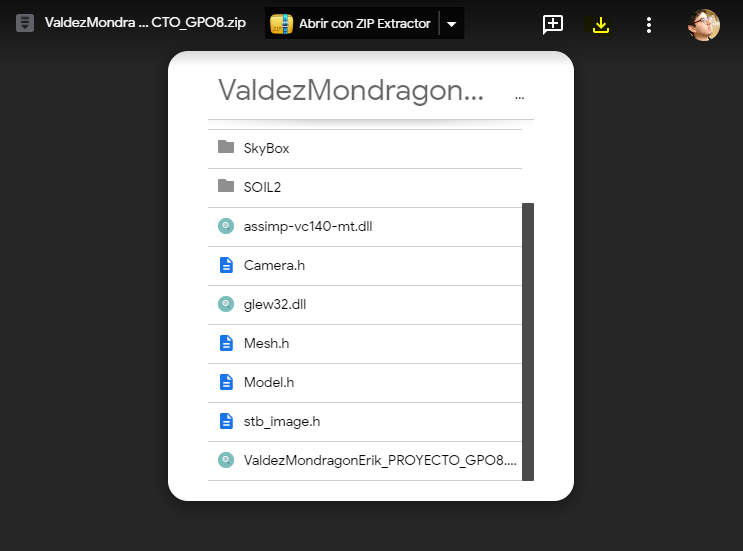 ValdezMondra ... CTO_GPO8.zip
Abrir con ZIP Extractor
ValdezMondragon... ...
SkyBox
SOIL2
assimp-vc140-mt.dll
Camera.h
glew32.dll
Mesh.h
Model.h
stb_image.h
ValdezMondragonErik_PROYECTO_GPO8....